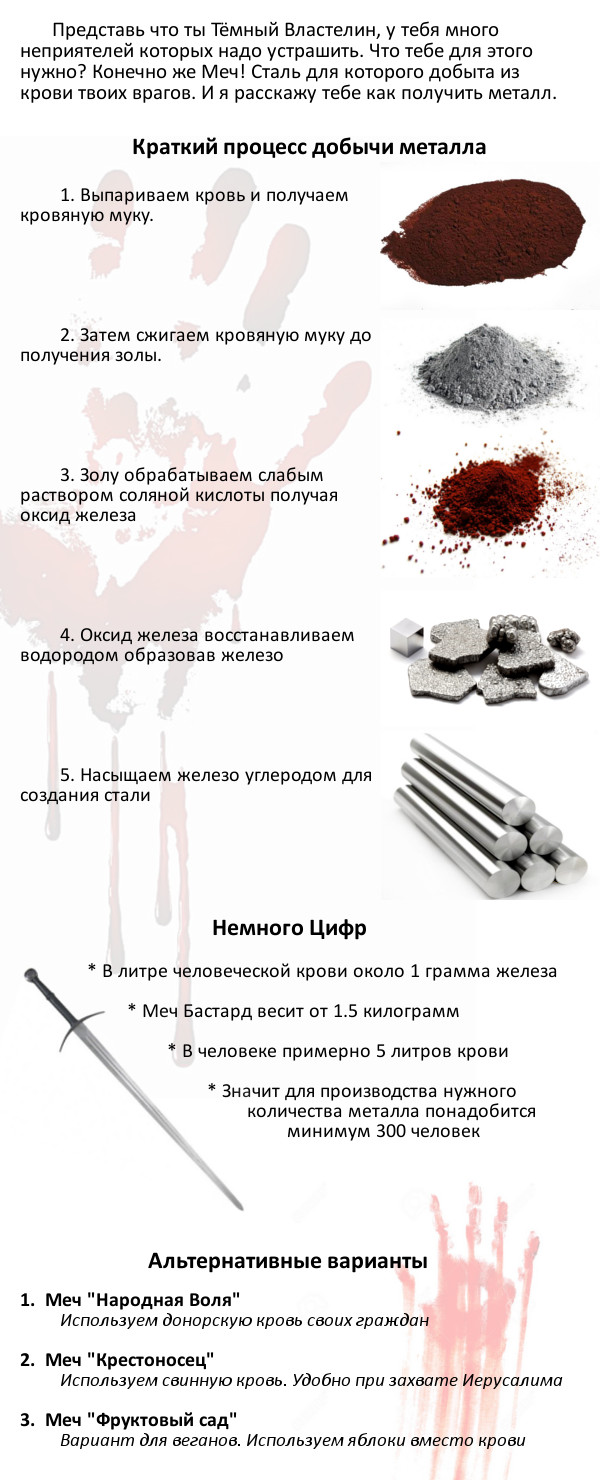 Представь что ты Тёмный Властелин, у тебя много
неприятелей которых надо устрашить. Что тебе для этого
нужно? Конечно же Меч! Сталь для которого добыта из
крови твоих врагов. И я расскажу тебе как получить металл.
Краткий процесс добычи металла
1. Выпариваем кровь и получаем
кровяную муку.
2. Затем сжигаем кровяную муку до
получения золы.
3. Золу обрабатываем слабым
раствором соляной кислоты получая
оксид железа
4. Оксид железа восстанавливаем
водородом образовав железо
5. Насыщаем железо углеродом для
создания стали
Немного Цифр
* В литре человеческой крови около 1 грамма железа
* Меч Бастард весит от 1.5 килограмм
* В человеке примерно 5 литров крови
* Значит для производства нужного
количества металла понадобится
минимум 300 человек
Альтернативные варианты
1. Меч "Народная Воля"
Используем донорскую кровь своих граждан
2. Меч "Крестоносец"
Используем свинную кровь. Удобно при захвате Иерусалима
3. Меч "Фруктовый сад"
Вариант для веганов. Используем яблоки вместо крови